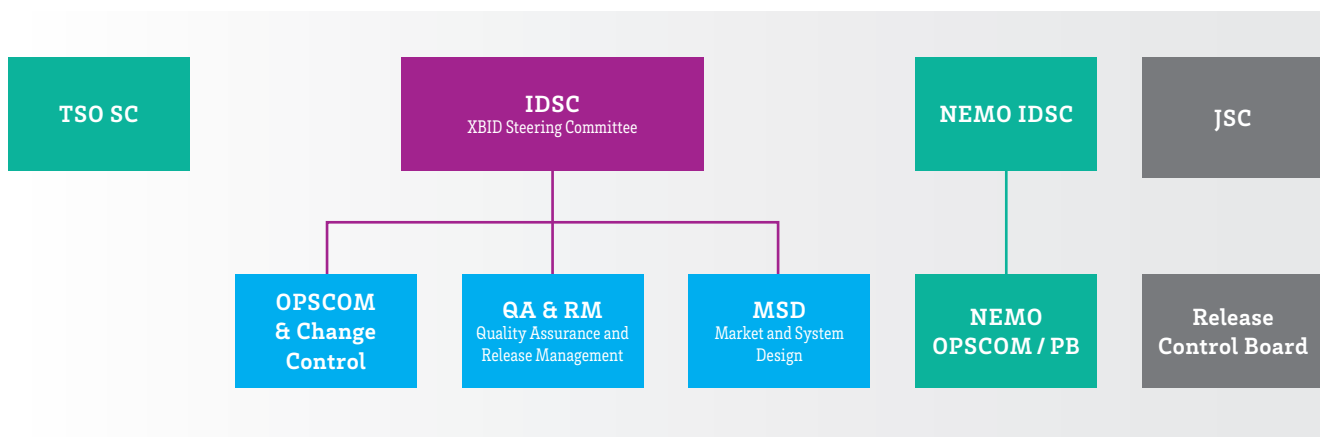 TSO SC
IDSC
XBID Steering Committee
NEMO IDSC
JSC
OPSCOM
& Change
Control
QA & RM
Quality Assurance and
Release Management
MSD
Market and System
Design
NEMO
OPSCOM / PB
Release
Control Board